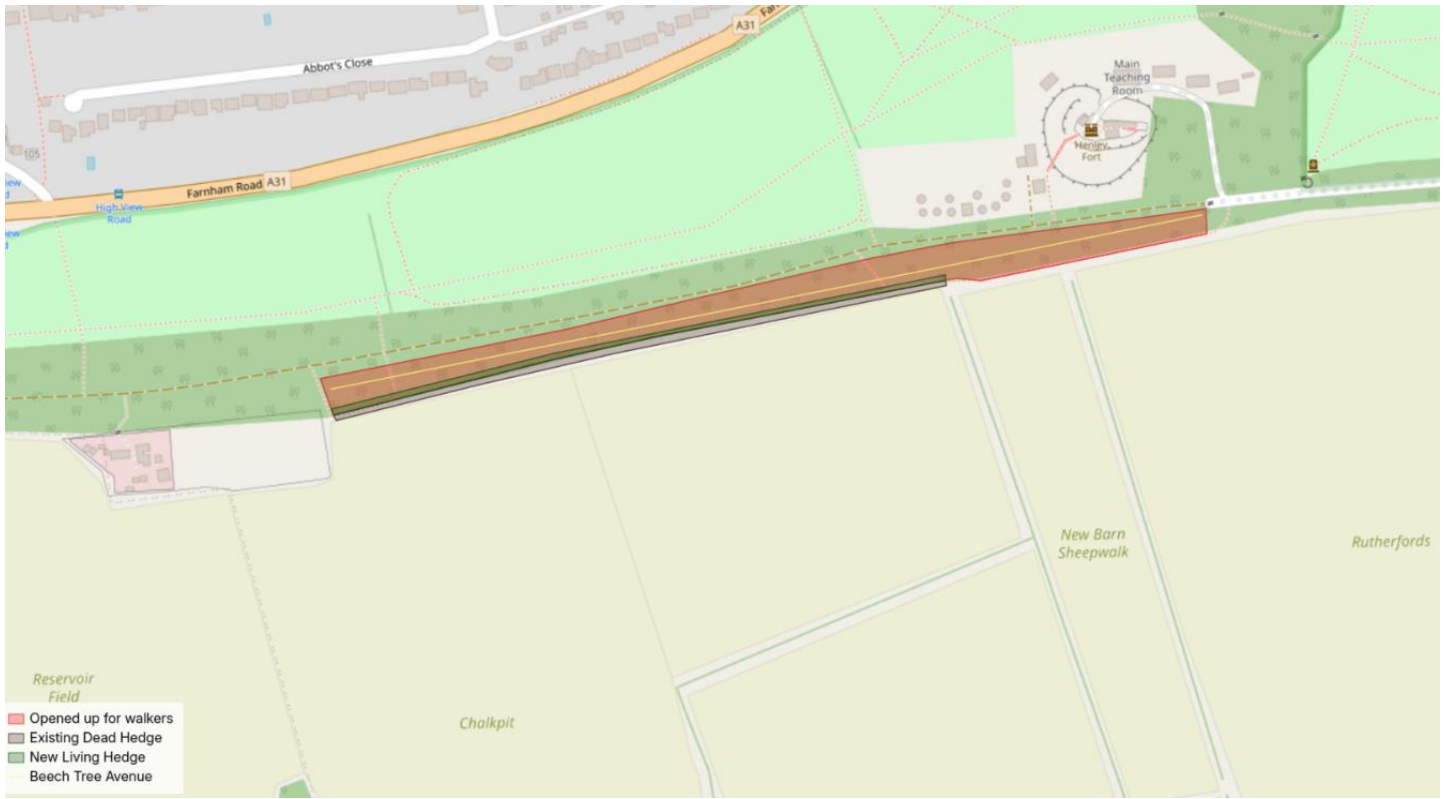 A31
Abbot's Close
Main
Teaching
Room
Henley
Fort
105
Farnham Road
A31
High View
Road
New Barn
Sheepwalk
Rutherfords
Reservoir
Field
Chalkpit
Opened up for walkers
Existing Dead Hedge
New Living Hedge
Beech Tree Avenue